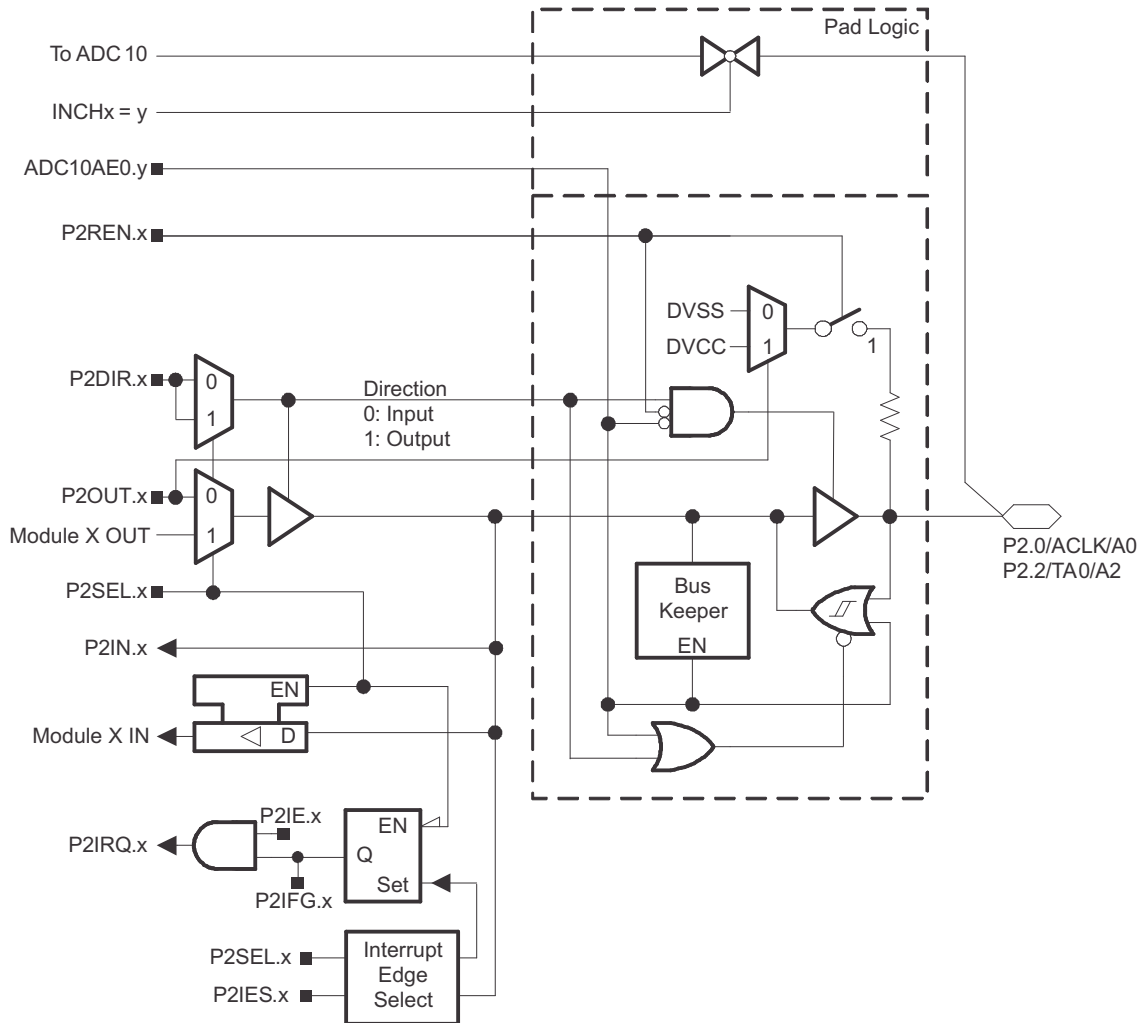 Pad Logic
To ADC 10
INCHx = y
ADC10AE0.y
P2REN.x
DVSS
0
DVCC
1
1
P2DIR.x
0
1
Direction
0: Input
1: Output
P2OUT.x
0
Module X OUT
1
P2.0/ACLK/A0
P2.2/TA0/A2
P2SEL.x
Bus
Keeper
EN
P2IN.x
EN
Module X IN
D
P2IE.x
EN
P2IRQ.x
Q
Set
P2IFG.x
P2SEL.x
Interrupt
Edge
Select
P2IES.x